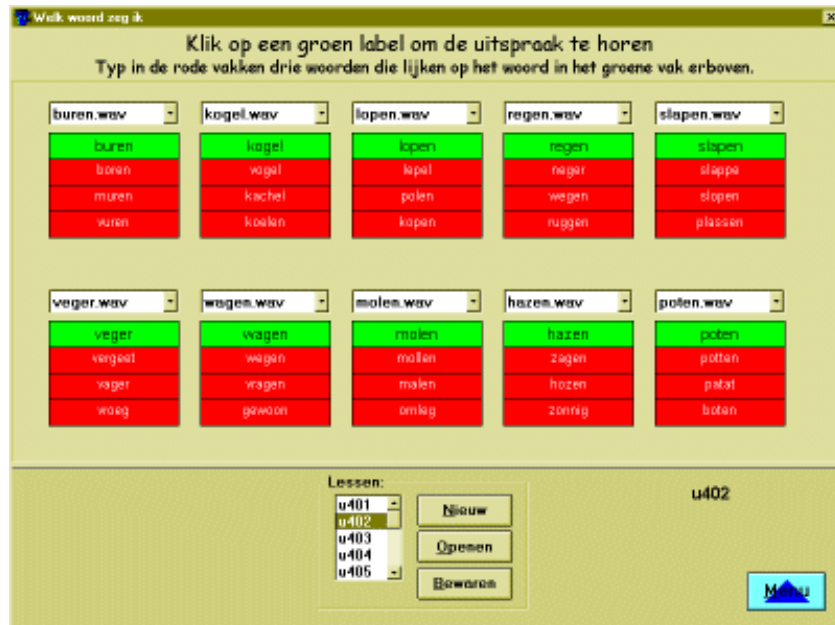 Welk woord zeg ik
Klik op een groen label om de uitspraak te horen
Typ in de rode vakken drie woorden die lijken op het woord in het groene vak erboven.
buren.wav kogel.wav lopen.wav regen.wav slapen.wav
buren kogel lopen regen slapen
boren vogel lepel neger slappe
muren kachel polen wegen slopen
vuren koelen kopen ruggen plassen
veger.wav wagen.wav molen.wav hazen.wav poten.wav
veger wagen molen hazen poten
vergeet wegen mollen zagen potten
vager vragen malen hozen patat
vroeg gewoon omleg zonnig boten
Lessen:
u401
u402
u403
u404
u405
Nieuw
Openen
Bewaren
u402
Menu